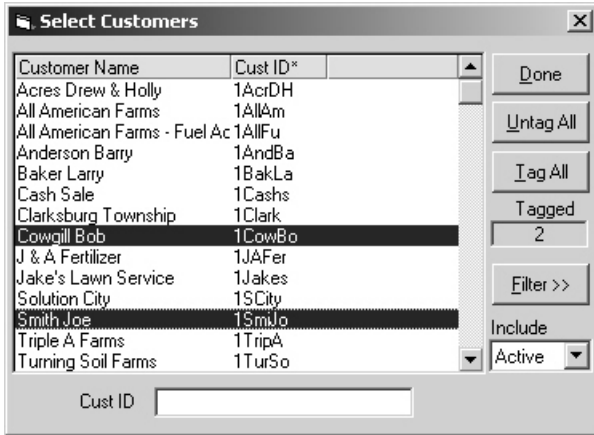 Select Customers
Customer Name Cust ID*
Acres Drew & Holly 1AcrDH
All American Farms 1AllAm
All American Farms - Fuel Ac 1AllFu
Anderson Barry 1AndBa
Baker Larry 1BakLa
Cash Sale 1Cashs
Clarksburg Township 1Clark
Cowgill Bob 1CowBo
J & A Fertilizer 1JAFer
Jake's Lawn Service 1Jakes
Solution City 1SCity
Smith Joe 1SmiJo
Triple A Farms 1TripA
Turning Soil Farms 1TurSo
Done
Untag All
Tag All
Tagged
2
Filter >>
Include
Active
Cust ID